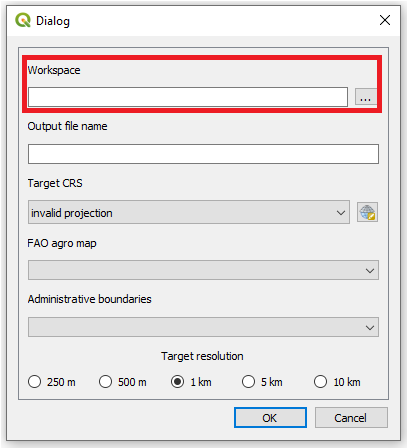 Dialog
Workspace
...
Output file name
Target CRS
invalid projection
FAO agro map
Administrative boundaries
Target resolution
250 m 500 m 1 km 5 km 10 km
OK Cancel